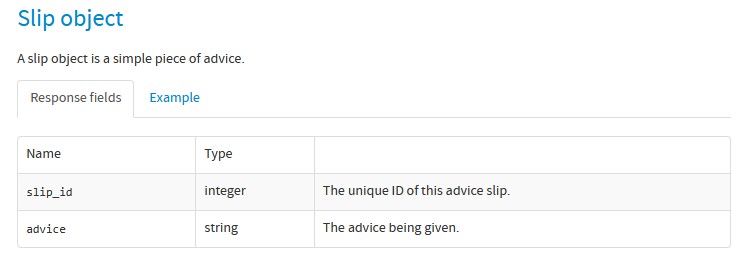 Slip object
A slip object is a simple piece of advice.
Response fields Example
Name Type
slip_id integer The unique ID of this advice slip.
advice string The advice being given.